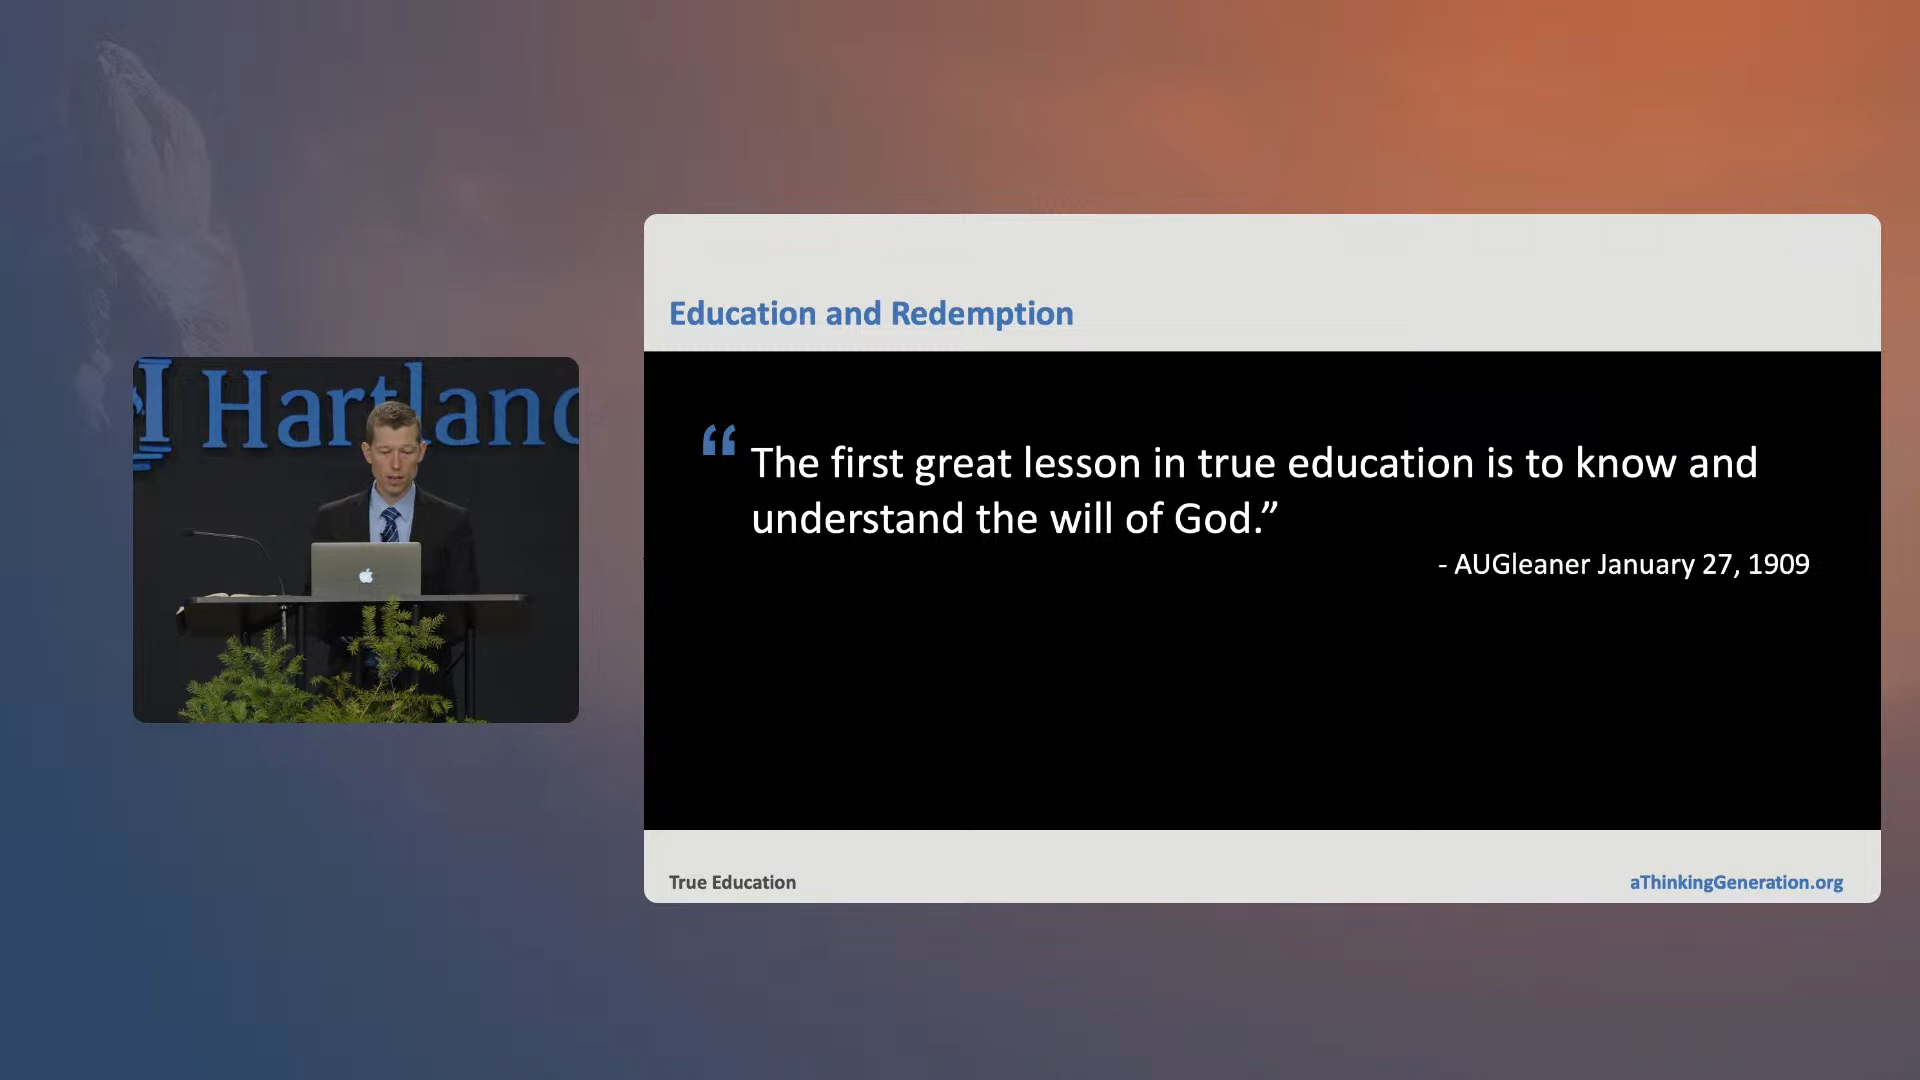 Hartland
Education and Redemption
“ The first great lesson in true education is to know and
understand the will of God.”
- AUGleaner January 27, 1909
True Education
aThinkingGeneration.org